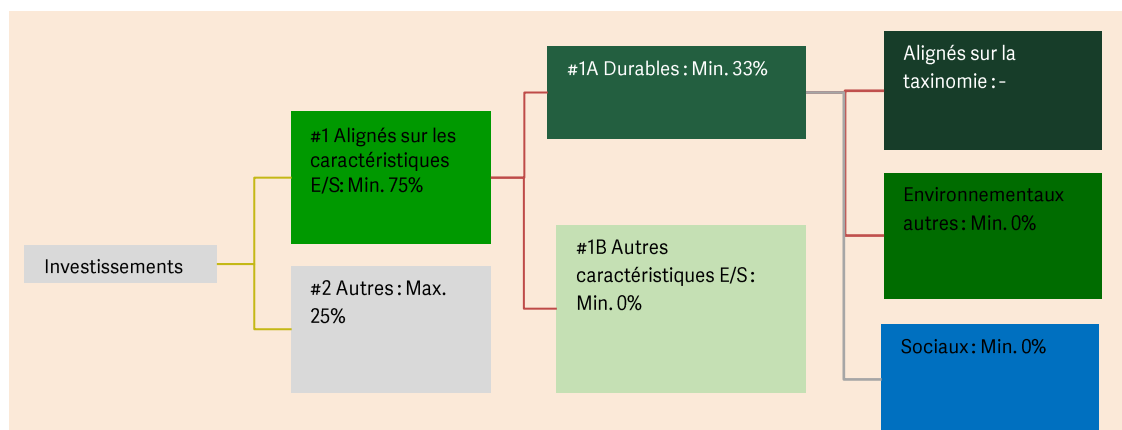 Investissements
#1 Alignés sur les
caractéristiques
E/S: Min. 75%
#2 Autres : Max.
25%
#1A Durables : Min. 33%
#1B Autres
caractéristiques E/S :
Min. 0%
Alignés sur la
taxinomie : -
Environnementaux
autres : Min. 0%
Sociaux : Min. 0%